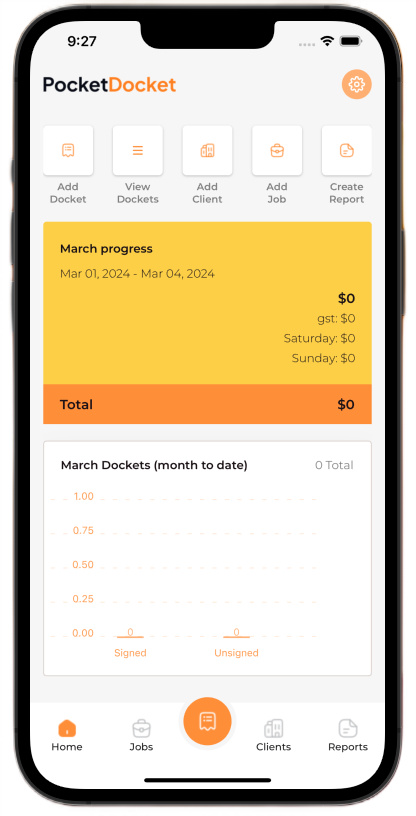 9:27
PocketDocket
Add
Docket
View
Dockets
Add
Client
Add
Job
Create
Report
March progress
Mar 01, 2024 - Mar 04, 2024
$0
gst: $0
Saturday: $0
Sunday: $0
Total $0
March Dockets (month to date) 0 Total
1.00
0.75
0.50
0.25
0.00 0 0
Signed Unsigned
Home Jobs Clients Reports